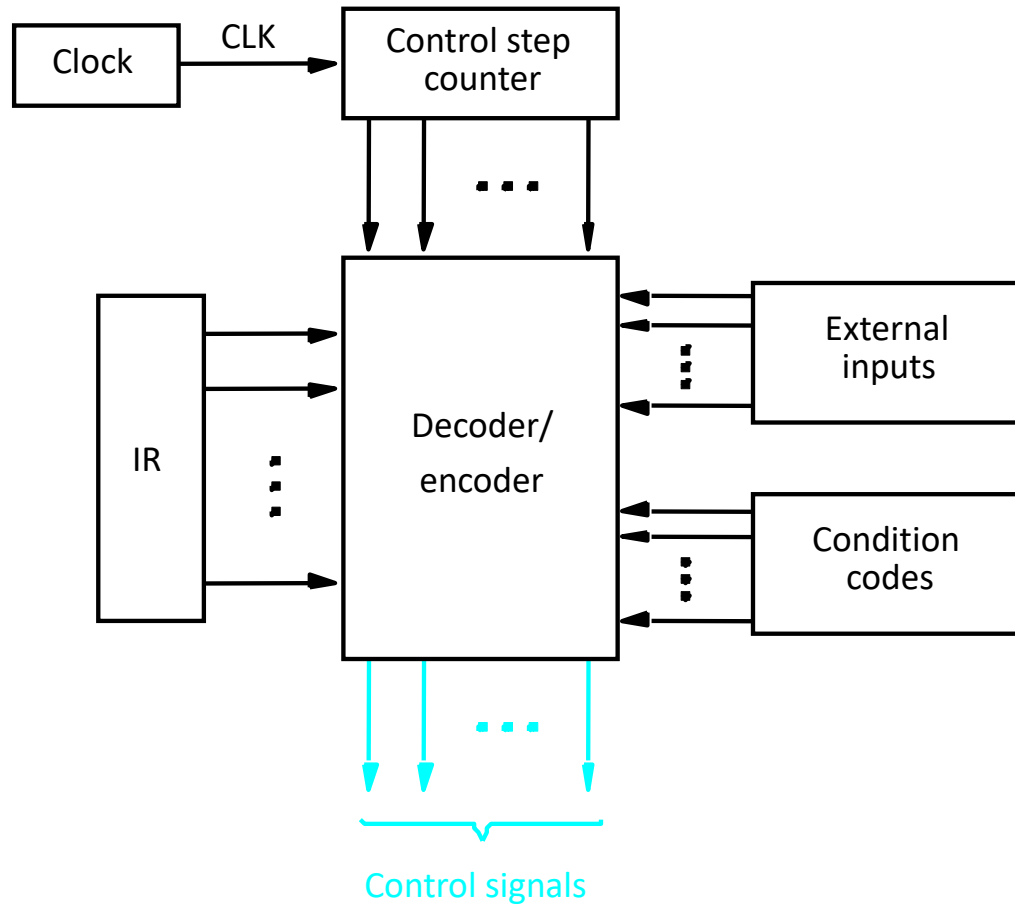 Clock
CLK
Control step
counter
IR
Decoder/
encoder
External
inputs
Condition
codes
Control signals